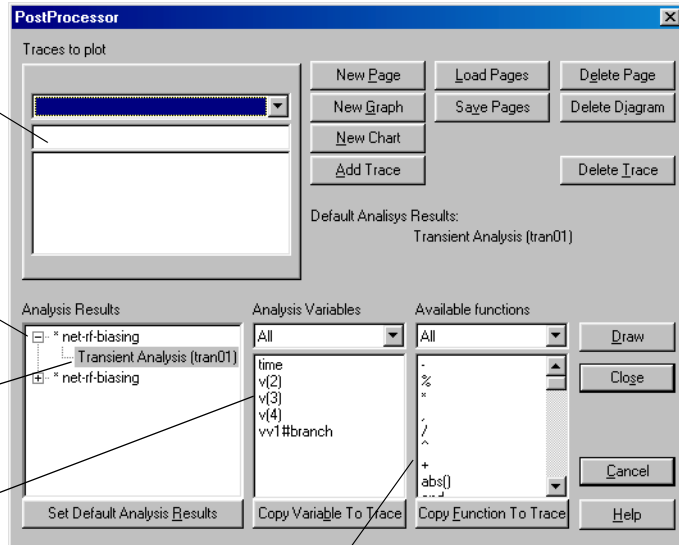 PostProcessor
Traces to plot
New Page
Load Pages
Delete Page
New Graph
Save Pages
Delete Diagram
New Chart
Add Trace
Delete Trace
Default Analisys Results:
Transient Analysis (tran01)
Analysis Results
Analysis Variables
Available functions
* net-rf-biasing
Transient Analysis (tran01)
* net-rf-biasing
All
time
v(2)
v(3)
v(4)
vv1#branch
All
-
%
*
,
/
^
+
abs()
and
Draw
Close
Cancel
Set Default Analysis Results
Copy Variable To Trace
Copy Function To Trace
Help